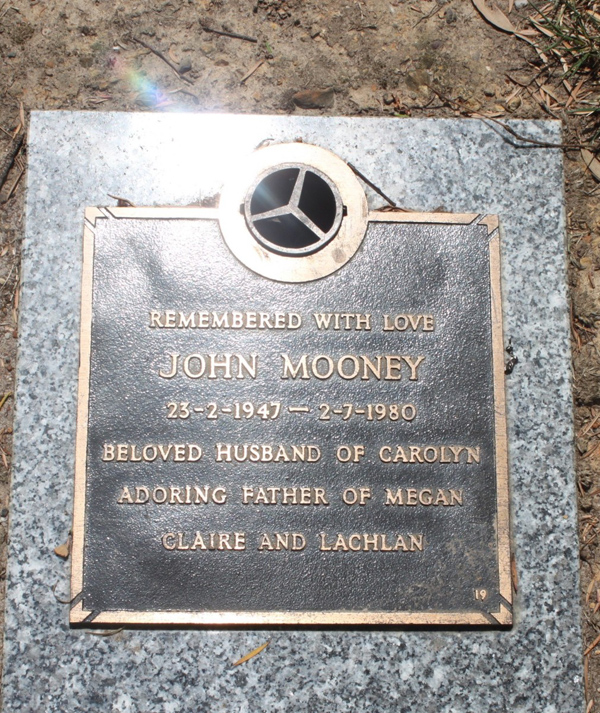 REMEMBERED WITH LOVE
JOHN MOONEY
23-2-1947 — 2-7-1980
BELOVED HUSBAND OF CAROLYN
ADORING FATHER OF MEGAN
CLAIRE AND LACHLAN
19